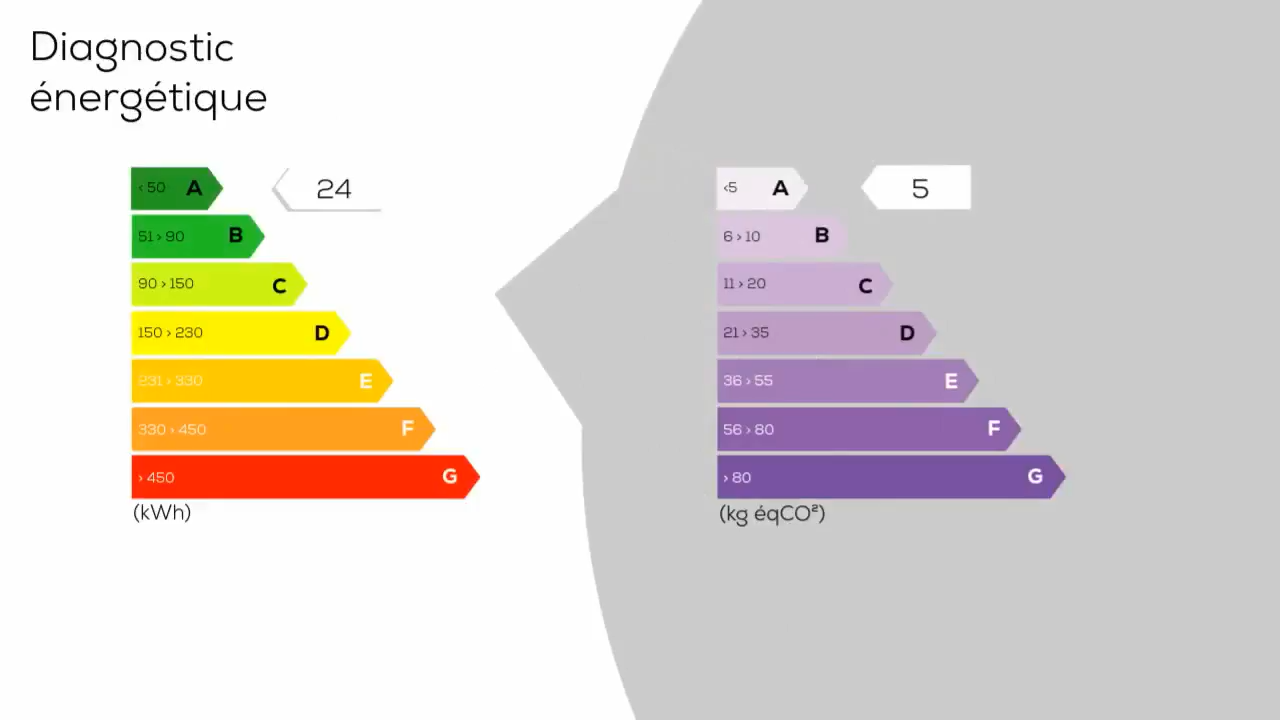 Diagnostic
énergétique
< 50 A 24
51 > 90 B
90 > 150 C
150 > 230 D
231 > 330 E
330 > 450 F
> 450 G
(kWh)
<5 A 5
6 > 10 B
11 > 20 C
21 > 35 D
36 > 55 E
56 > 80 F
> 80 G
(kg éqCO²)